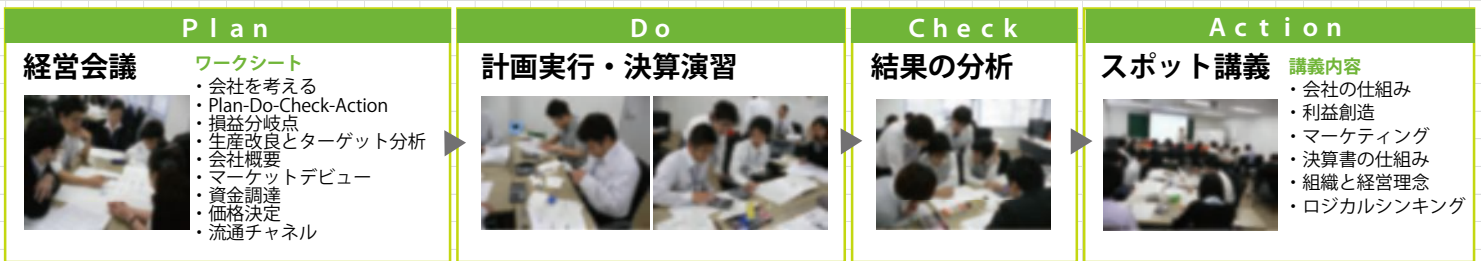 Plan
経営会議
ワークシート
・会社を考える
・Plan-Do-Check-Action
・損益分岐点
・生産改良とターゲット分析
・会社概要
・マーケットデビュー
・資金調達
・価格決定
・流通チャネル
Do
計画実行・決算演習
Check
結果の分析
Action
スポット講義
講義内容
・会社の仕組み
・利益創造
・マーケティング
・決算書の仕組み
・組織と経営理念
・ロジカルシンキング